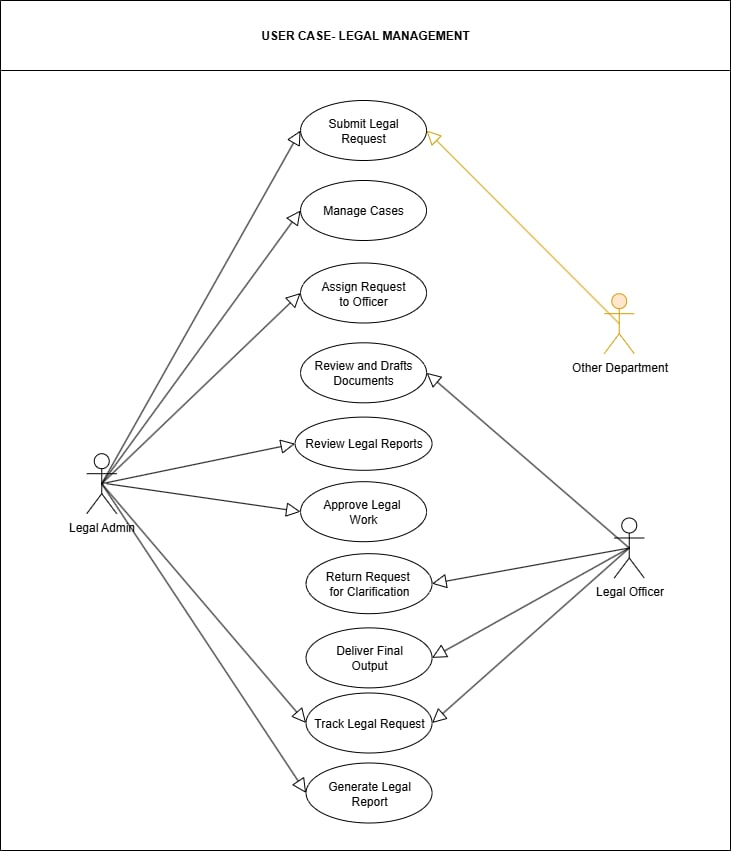 USER CASE- LEGAL MANAGEMENT
Submit Legal
Request
Manage Cases
Assign Request
to Officer
Other Department
Review and Drafts
Documents
Review Legal Reports
Legal Admin
Approve Legal
Work
Return Request
for Clarification
Legal Officer
Deliver Final
Output
Track Legal Request
Generate Legal
Report